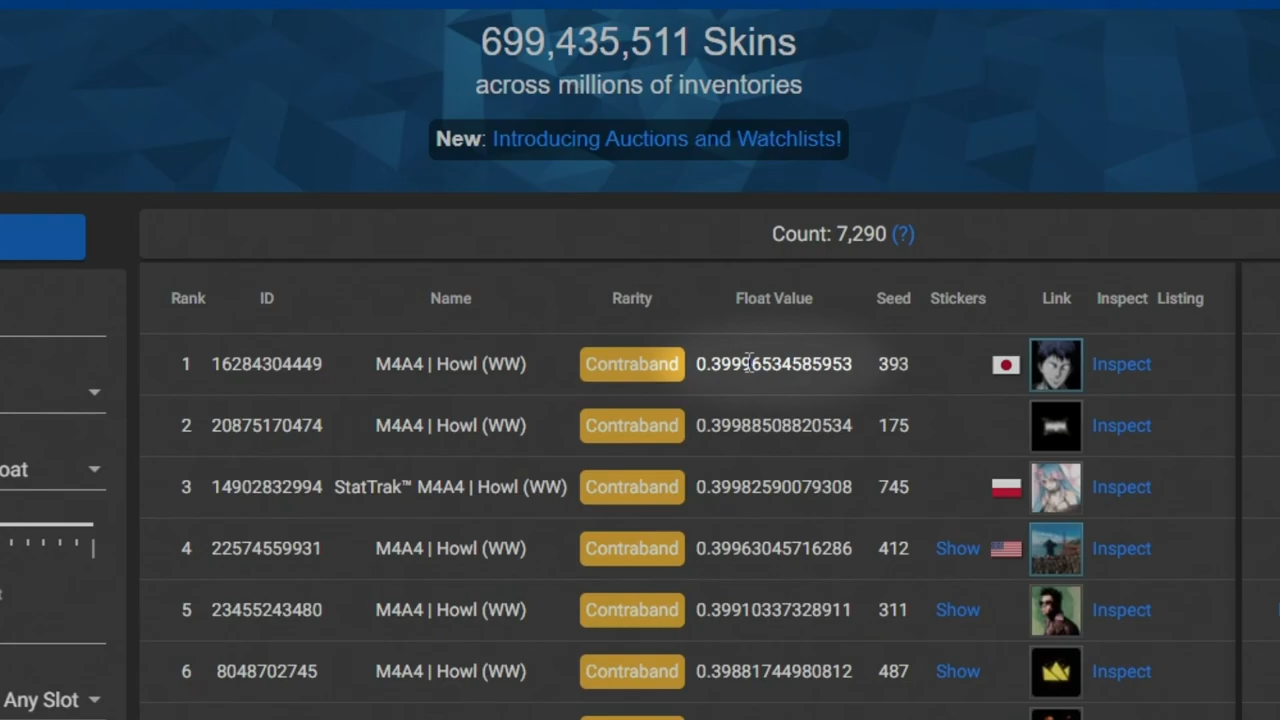 699,435,511 Skins
across millions of inventories
New: Introducing Auctions and Watchlists!
Count: 7,290 (?)
Rank ID Name Rarity Float Value Seed Stickers Link Inspect Listing
1 16284304449 M4A4 | Howl (WW) Contraband 0.39996534585953 393 Inspect
2 20875170474 M4A4 | Howl (WW) Contraband 0.39988508820534 175 Inspect
3 14902832994 StatTrak™ M4A4 | Howl (WW) Contraband 0.39982590079308 745 Inspect
oat
4 22574559931 M4A4 | Howl (WW) Contraband 0.39963045716286 412 Show Inspect
t
5 23455243480 M4A4 | Howl (WW) Contraband 0.39910337328911 311 Show Inspect
6 8048702745 M4A4 | Howl (WW) Contraband 0.39881744980812 487 Show Inspect
Any Slot